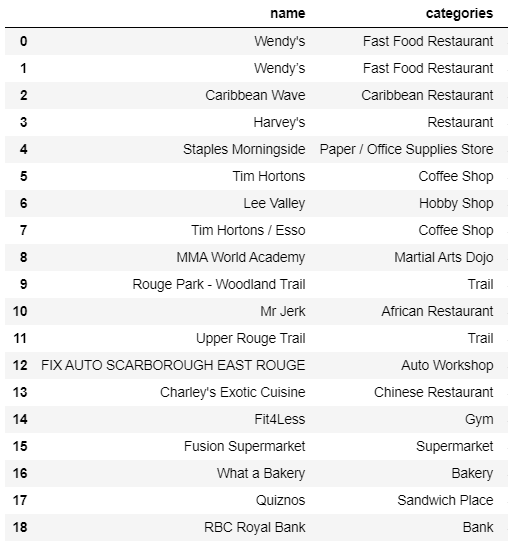 name categories
0 Wendy's Fast Food Restaurant
1 Wendy’s Fast Food Restaurant
2 Caribbean Wave Caribbean Restaurant
3 Harvey's Restaurant
4 Staples Morningside Paper / Office Supplies Store
5 Tim Hortons Coffee Shop
6 Lee Valley Hobby Shop
7 Tim Hortons / Esso Coffee Shop
8 MMA World Academy Martial Arts Dojo
9 Rouge Park - Woodland Trail Trail
10 Mr Jerk African Restaurant
11 Upper Rouge Trail Trail
12 FIX AUTO SCARBOROUGH EAST ROUGE Auto Workshop
13 Charley's Exotic Cuisine Chinese Restaurant
14 Fit4Less Gym
15 Fusion Supermarket Supermarket
16 What a Bakery Bakery
17 Quiznos Sandwich Place
18 RBC Royal Bank Bank